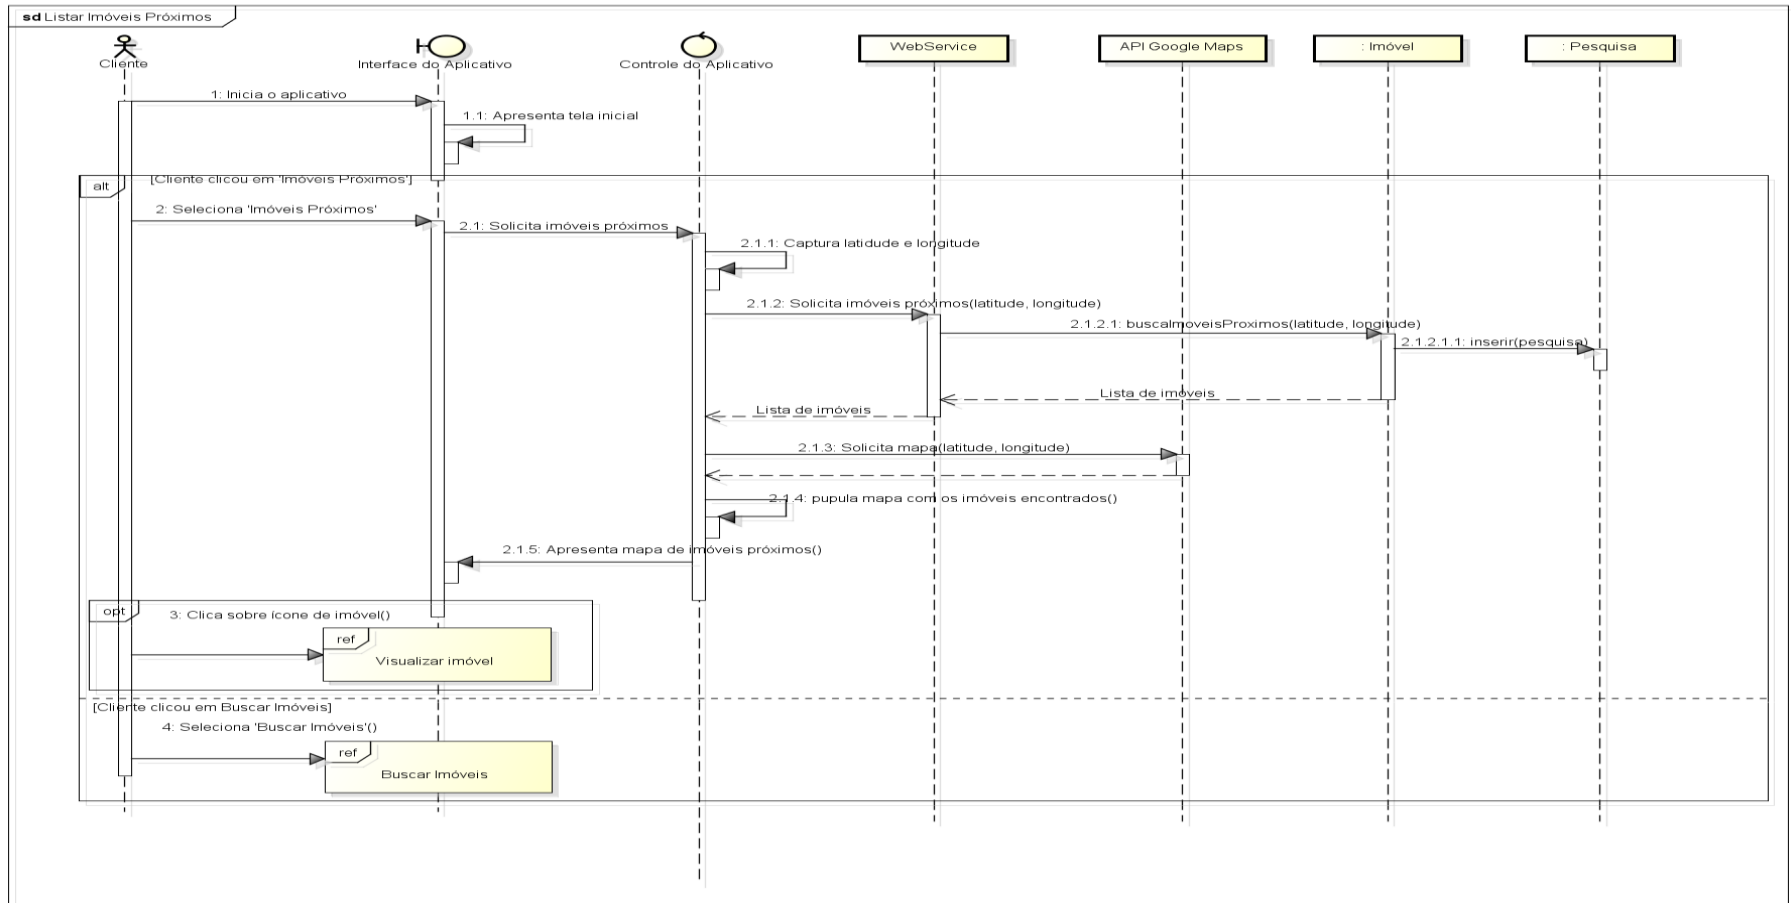 sd Listar Imóveis Próximos
Cliente
Interface do Aplicativo
Controle do Aplicativo
WebService
API Google Maps
: Imóvel
: Pesquisa
1: Inicia o aplicativo
1.1: Apresenta tela inicial
alt
[Cliente clicou em 'Imóveis Próximos']
2: Seleciona 'Imóveis Próximos'
2.1: Solicita imóveis próximos
2.1.1: Captura latidude e longitude
2.1.2: Solicita imóveis próximos(latitude, longitude)
2.1.2.1: buscaImoveisProximos(latitude, longitude)
2.1.2.1.1: inserir(pesquisa)
Lista de imóveis
Lista de imóveis
2.1.3: Solicita mapa(latitude, longitude)
2.1.4: pupula mapa com os imóveis encontrados()
2.1.5: Apresenta mapa de imóveis próximos()
opt
3: Clica sobre ícone de imóvel()
ref
Visualizar imóvel
[Cliente clicou em Buscar Imóveis]
4: Seleciona 'Buscar Imóveis'()
ref
Buscar Imóveis